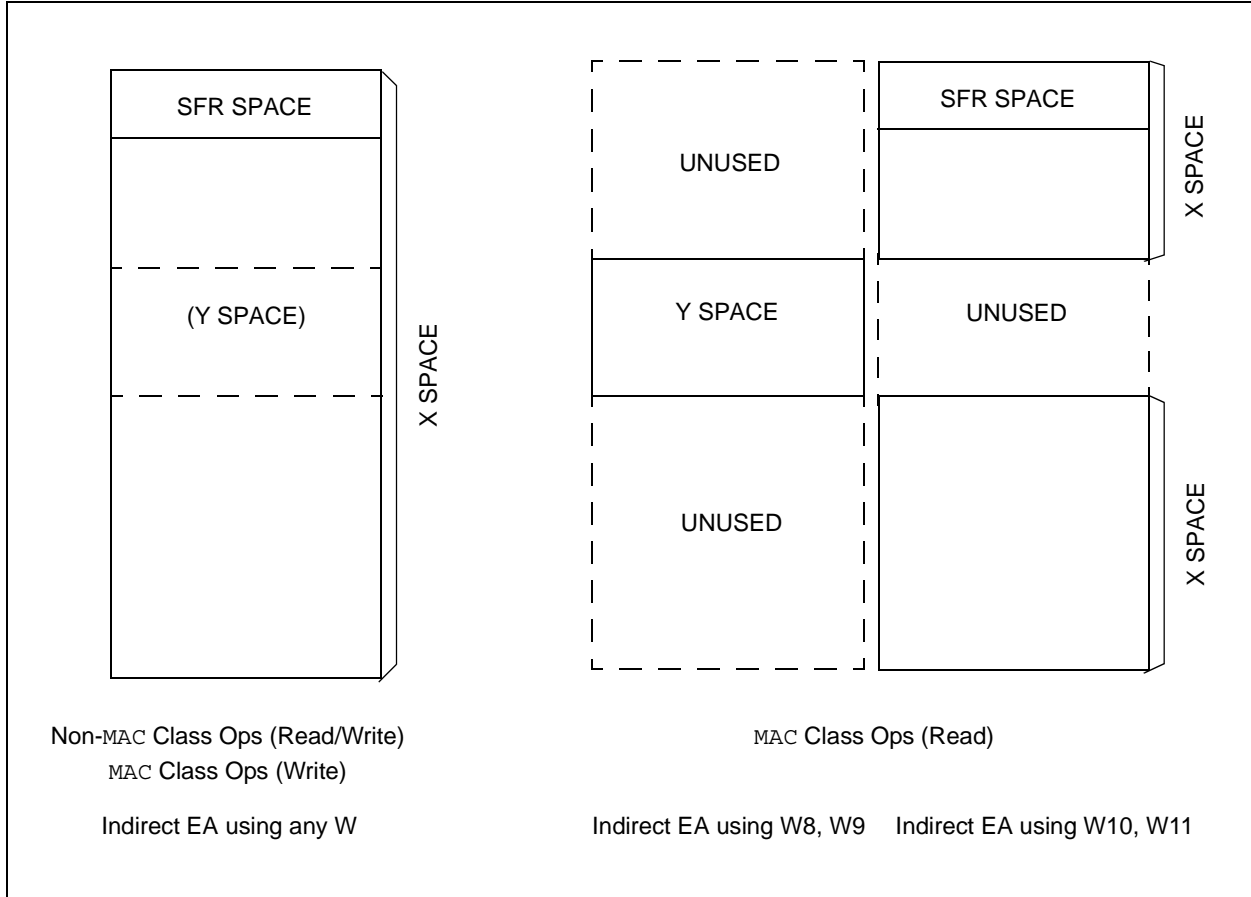 SFR SPACE
(Y SPACE)
X SPACE
Non-MAC Class Ops (Read/Write)
MAC Class Ops (Write)
Indirect EA using any W
UNUSED
Y SPACE
UNUSED
SFR SPACE
X SPACE
UNUSED
X SPACE
MAC Class Ops (Read)
Indirect EA using W8, W9
Indirect EA using W10, W11